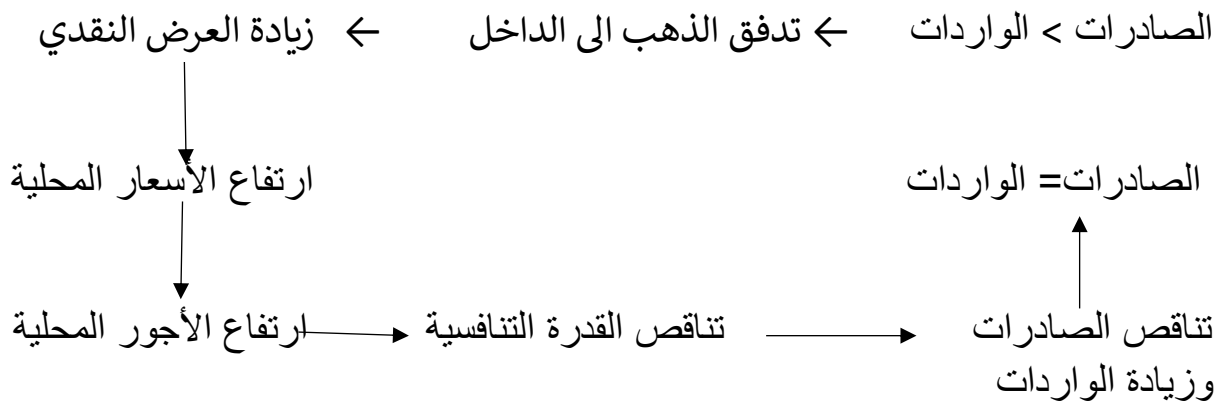 الصادرات > الواردات ← تدفق الذهب الى الداخل ← زيادة العرض النقدي
ارتفاع الأسعار المحلية
الصادرات= الواردات
ارتفاع الأجور المحلية
تناقص القدرة التنافسية
تناقص الصادرات
وزيادة الواردات